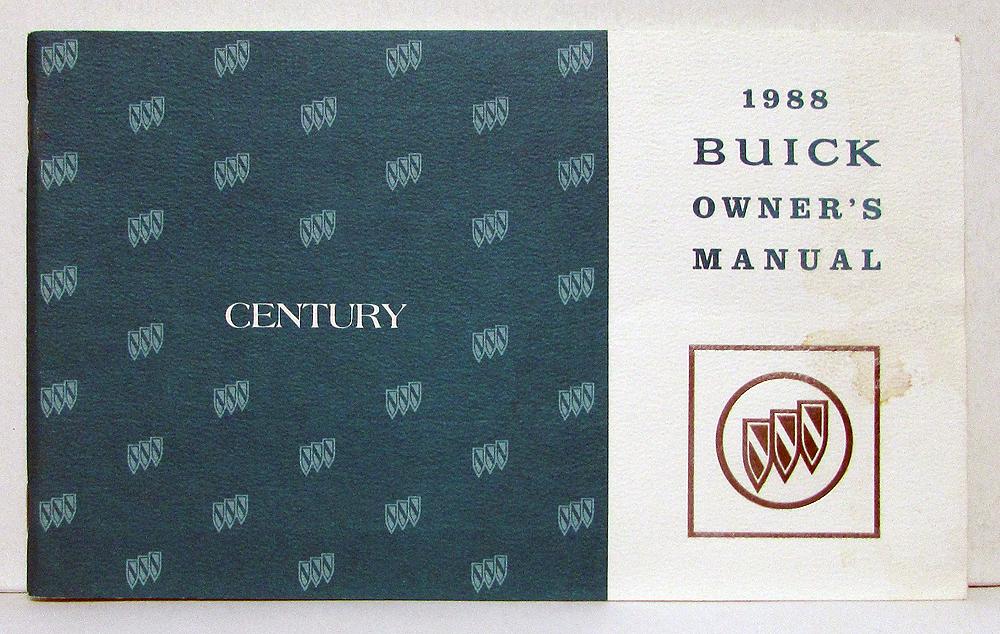 CENTURY
1988
BUICK
OWNER'S
MANUAL